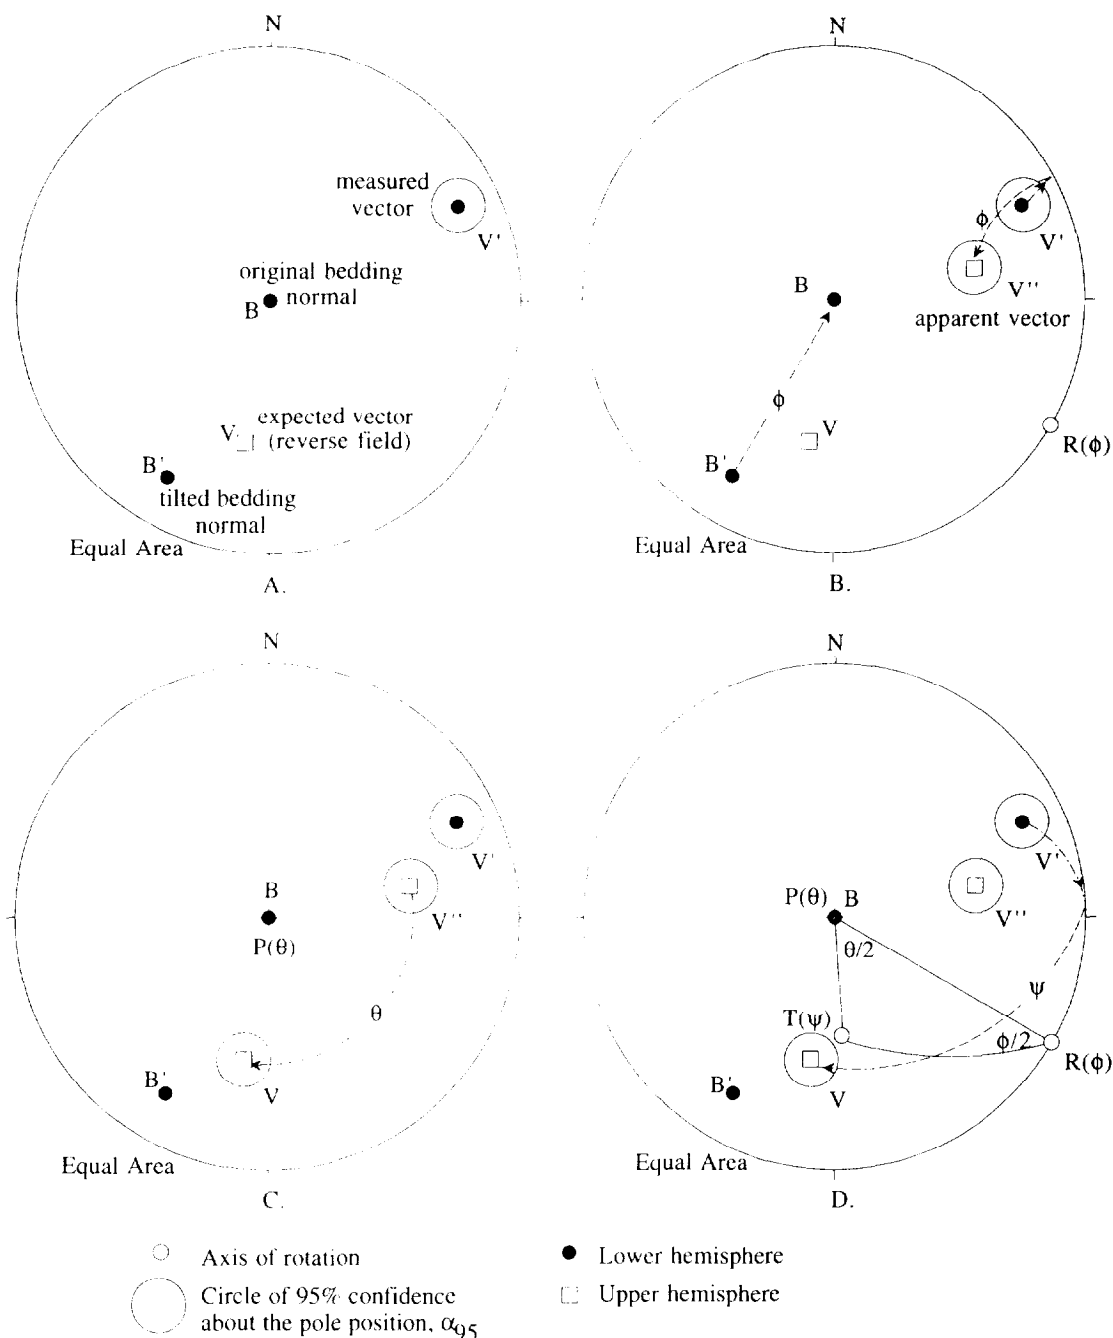 N
measured
vector
V'
original bedding
normal
B
expected vector
(reverse field)
V
B'
tilted bedding
normal
Equal Area
A.
N
ϕ
V'
V''
apparent vector
B
ϕ
V
B'
R(ϕ)
Equal Area
B.
N
V'
B
V''
P(θ)
θ
B'
V
Equal Area
C.
N
V'
P(θ) B
V''
θ/2
ψ
T(ψ)
ϕ/2
R(ϕ)
B'
V
Equal Area
D.
Axis of rotation
Circle of 95% confidence
about the pole position, α95
Lower hemisphere
Upper hemisphere